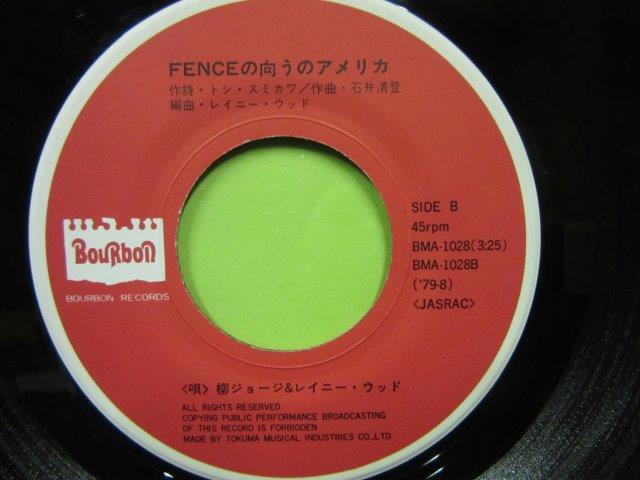 FENCEの向うのアメリカ
作詩・トシ・スミカワ／作曲・石井清登
編曲・レイニー・ウッド
SIDE B
45rpm
BMA-1028(3:25)
BMA-1028B
('79-8)
<JASRAC>
BouRbon
BOURBON RECORDS
〈唄〉柳ジョージ&レイニー・ウッド
ALL RIGHTS RESERVED
COPYING PUBLIC PERFORMANCE BROADCASTING
OF THIS RECORD IS FORBIDDEN
MADE BY TOKUMA MUSICAL INDUSTRIES CO.,LTD.